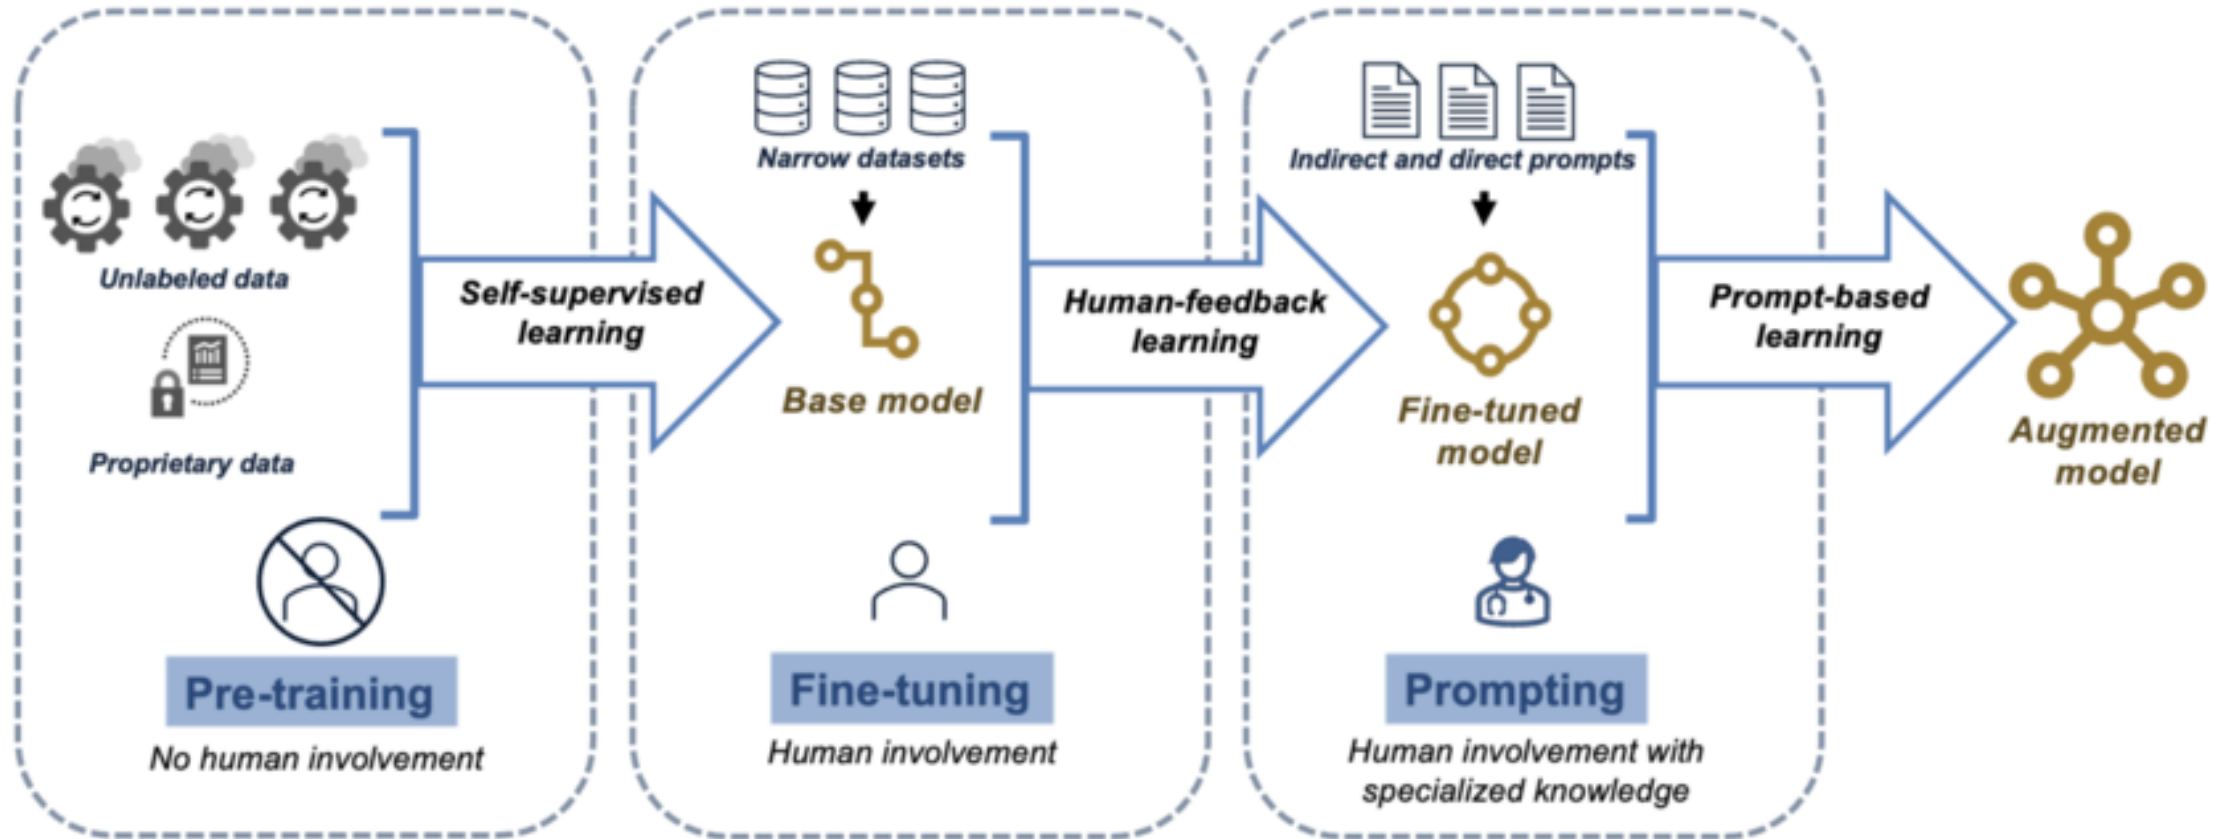 Unlabeled data
Proprietary data
Self-supervised
learning
Pre-training
No human involvement
Narrow datasets
Base model
Human-feedback
learning
Fine-tuning
Human involvement
Indirect and direct prompts
Fine-tuned
model
Prompt-based
learning
Prompting
Human involvement with
specialized knowledge
Augmented
model